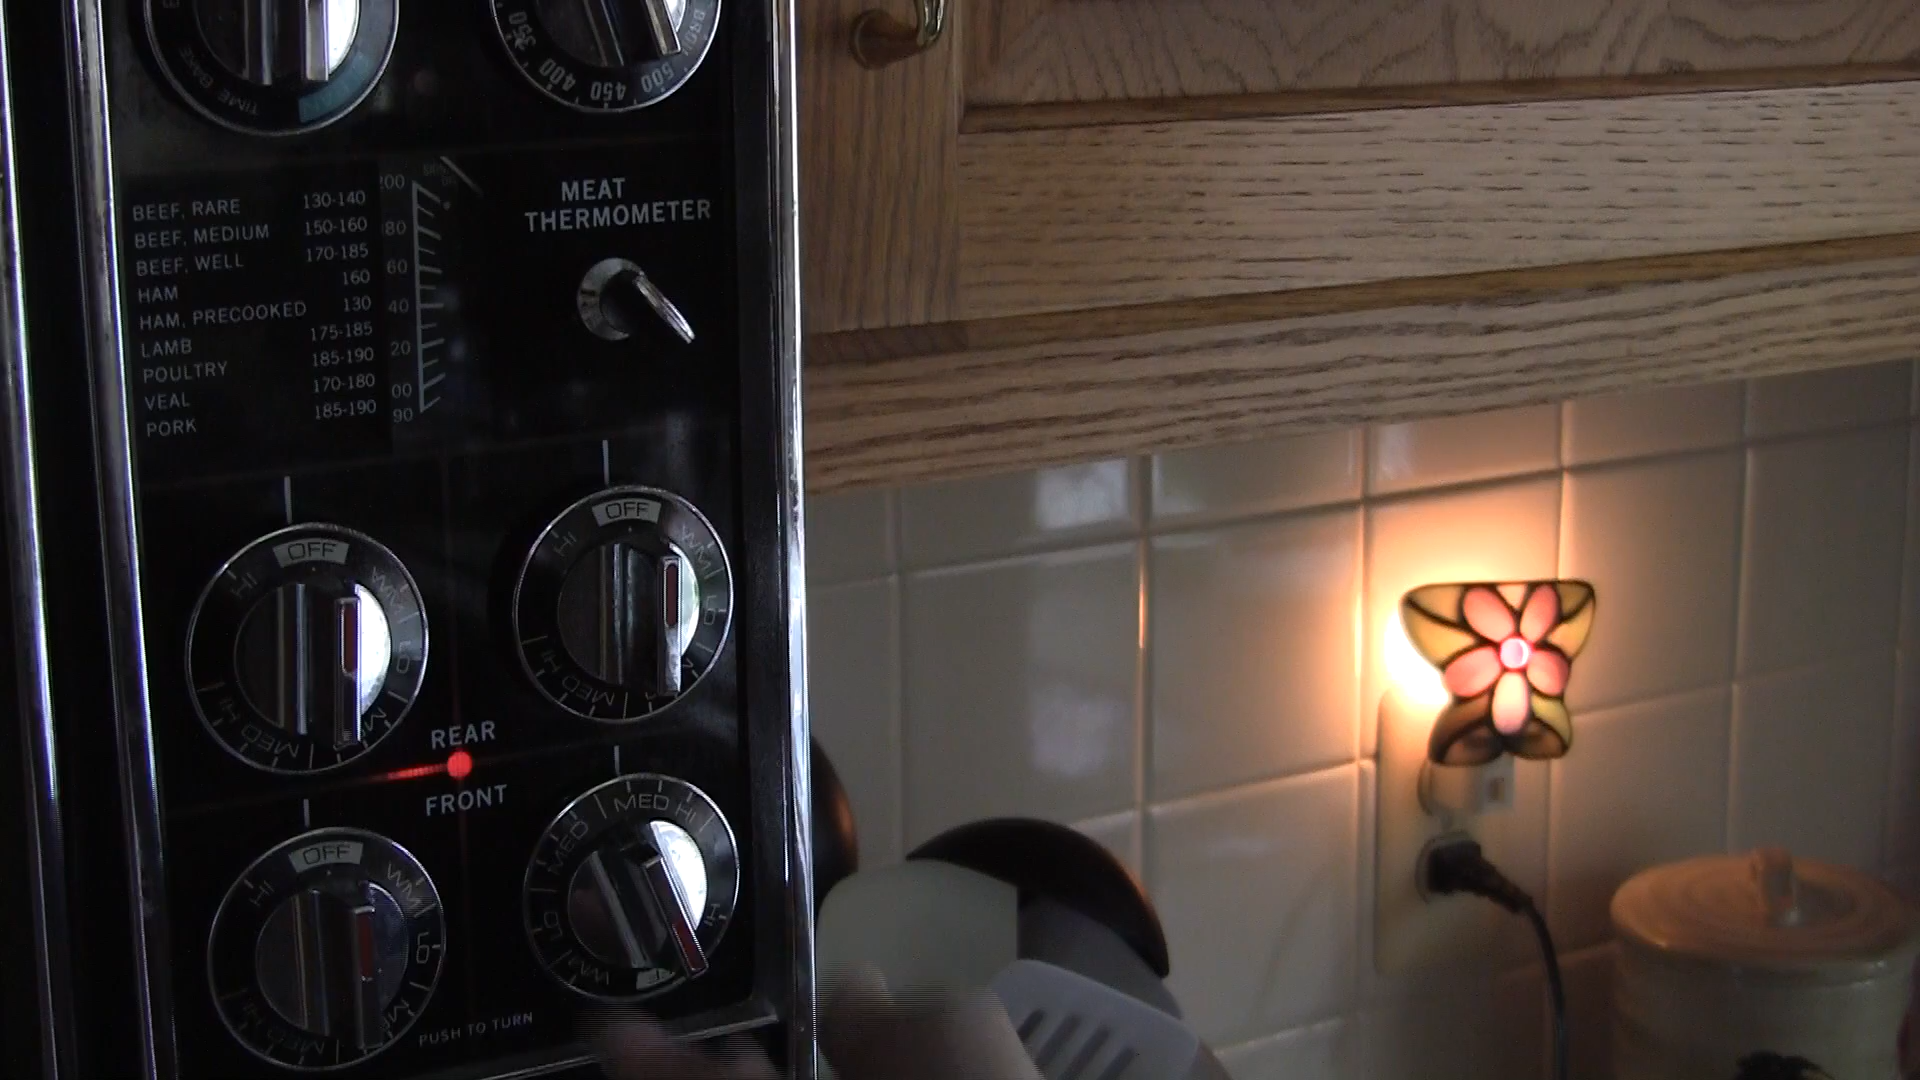 TIME BAKE
350
400
450
500
BROIL
MEAT
THERMOMETER
BEEF, RARE 130-140
BEEF, MEDIUM 150-160
BEEF, WELL 170-185
HAM 160
HAM, PRECOOKED 130
LAMB 175-185
POULTRY 185-190
VEAL 170-180
PORK 185-190
200
80
60
40
20
00
90
OFF
WM
LO
MED
HI
HI
OFF
WM
LO
MED
HI
HI
REAR
FRONT
OFF
WM
LO
MED
HI
HI
MED HI
HI
MED
LO
WM
PUSH TO TURN